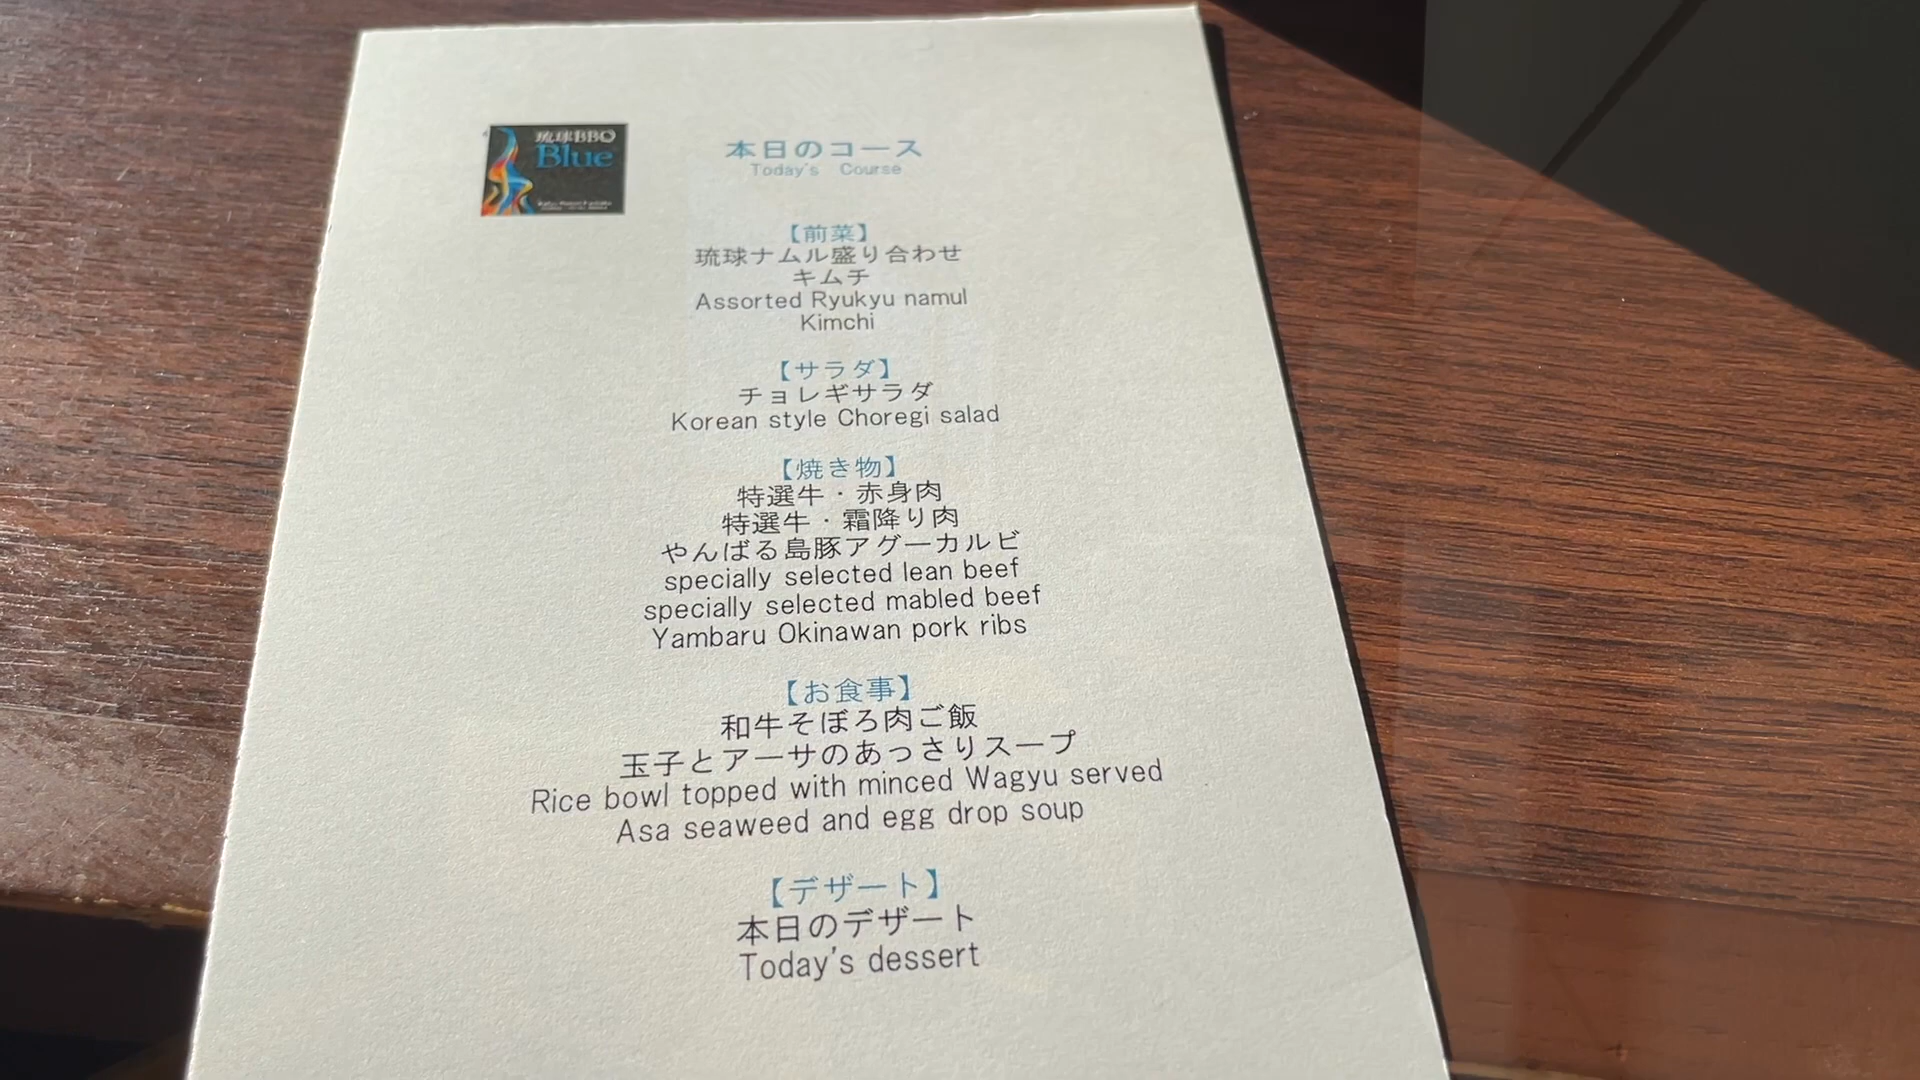 琉球BBQ
Blue
本日のコース
Today's Course
【前菜】
琉球ナムル盛り合わせ
キムチ
Assorted Ryukyu namul
Kimchi
【サラダ】
チョレギサラダ
Korean style Choregi salad
【焼き物】
特選牛・赤身肉
特選牛・霜降り肉
やんばる島豚アグーカルビ
specially selected lean beef
specially selected mabled beef
Yambaru Okinawan pork ribs
【お食事】
和牛そぼろ肉ご飯
玉子とアーサのあっさりスープ
Rice bowl topped with minced Wagyu served
Asa seaweed and egg drop soup
【デザート】
本日のデザート
Today's dessert